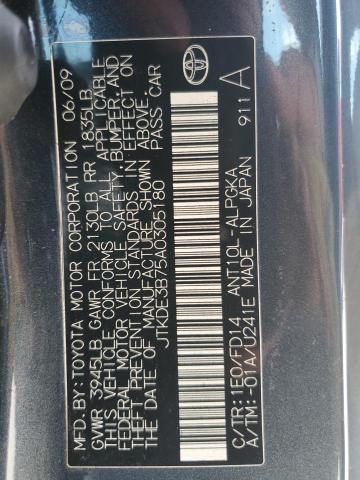 MFD.BY:TOYOTA MOTOR CORPORATION 06/09
GVWR 3945LB GAWR FR 2130LB RR 1835LB
THIS VEHICLE CONFORMS TO ALL APPLICABLE
FEDERAL MOTOR VEHICLE SAFETY, BUMPER, AND
THEFT PREVENTION STANDARDS IN EFFECT ON
THE DATE OF MANUFACTURE SHOWN ABOVE.
JTKDE3B75A0305180 PASS CAR
C/TR:1E0/FD14 ANT10L-ALPGKA
A/TM:-01A/U241E MADE IN JAPAN 911 A